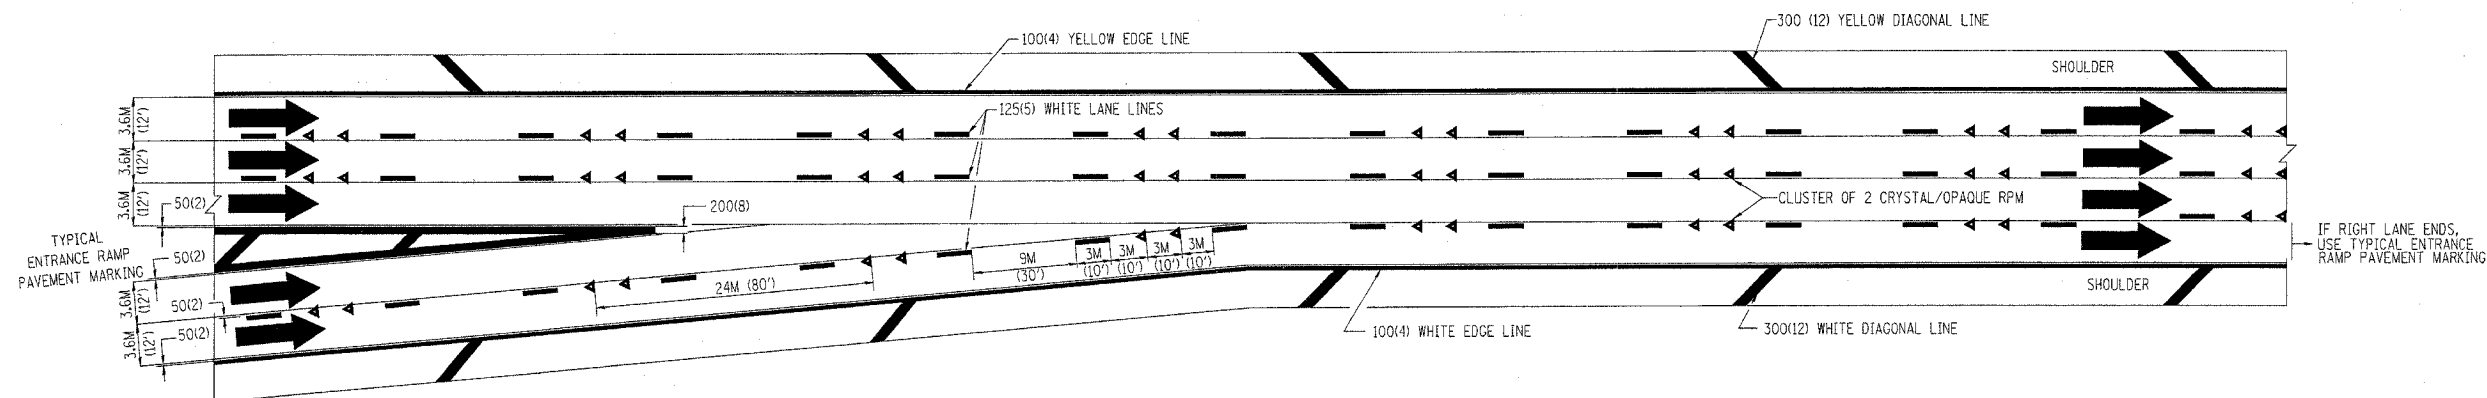 300 (12) YELLOW DIAGONAL LINE
100(4) YELLOW EDGE LINE
SHOULDER
125(5) WHITE LANE LINES
3.6M
(12')
3.6M
(12')
3.6M
(12')
50(2)
200(8)
CLUSTER OF 2 CRYSTAL/OPAQUE RPM
TYPICAL
ENTRANCE RAMP
PAVEMENT MARKING
50(2)
IF RIGHT LANE ENDS,
USE TYPICAL ENTRANCE
RAMP PAVEMENT MARKING
9M
(30')
3M
(10')
3M
(10')
3M
(10')
3M
(10')
24M (80')
3.6M
(12')
50(2)
3.6M
(12')
50(2)
SHOULDER
100(4) WHITE EDGE LINE
300(12) WHITE DIAGONAL LINE